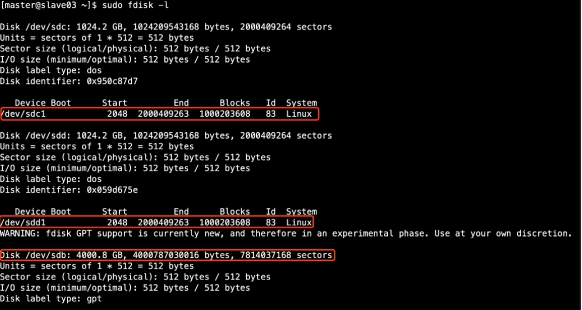 [master@slave03 ~]$ sudo fdisk -l
Disk /dev/sdc: 1024.2 GB, 1024209543168 bytes, 2000409264 sectors
Units = sectors of 1 * 512 = 512 bytes
Sector size (logical/physical): 512 bytes / 512 bytes
I/O size (minimum/optimal): 512 bytes / 512 bytes
Disk label type: dos
Disk identifier: 0x950c87d7
Device Boot Start End Blocks Id System
/dev/sdc1 2048 2000409263 1000203608 83 Linux
Disk /dev/sdd: 1024.2 GB, 1024209543168 bytes, 2000409264 sectors
Units = sectors of 1 * 512 = 512 bytes
Sector size (logical/physical): 512 bytes / 512 bytes
I/O size (minimum/optimal): 512 bytes / 512 bytes
Disk label type: dos
Disk identifier: 0x059d675e
Device Boot Start End Blocks Id System
/dev/sdd1 2048 2000409263 1000203608 83 Linux
WARNING: fdisk GPT support is currently new, and therefore in an experimental phase. Use at your own discretion.
Disk /dev/sdb: 4000.8 GB, 4000787030016 bytes, 7814037168 sectors
Units = sectors of 1 * 512 = 512 bytes
Sector size (logical/physical): 512 bytes / 512 bytes
I/O size (minimum/optimal): 512 bytes / 512 bytes
Disk label type: gpt